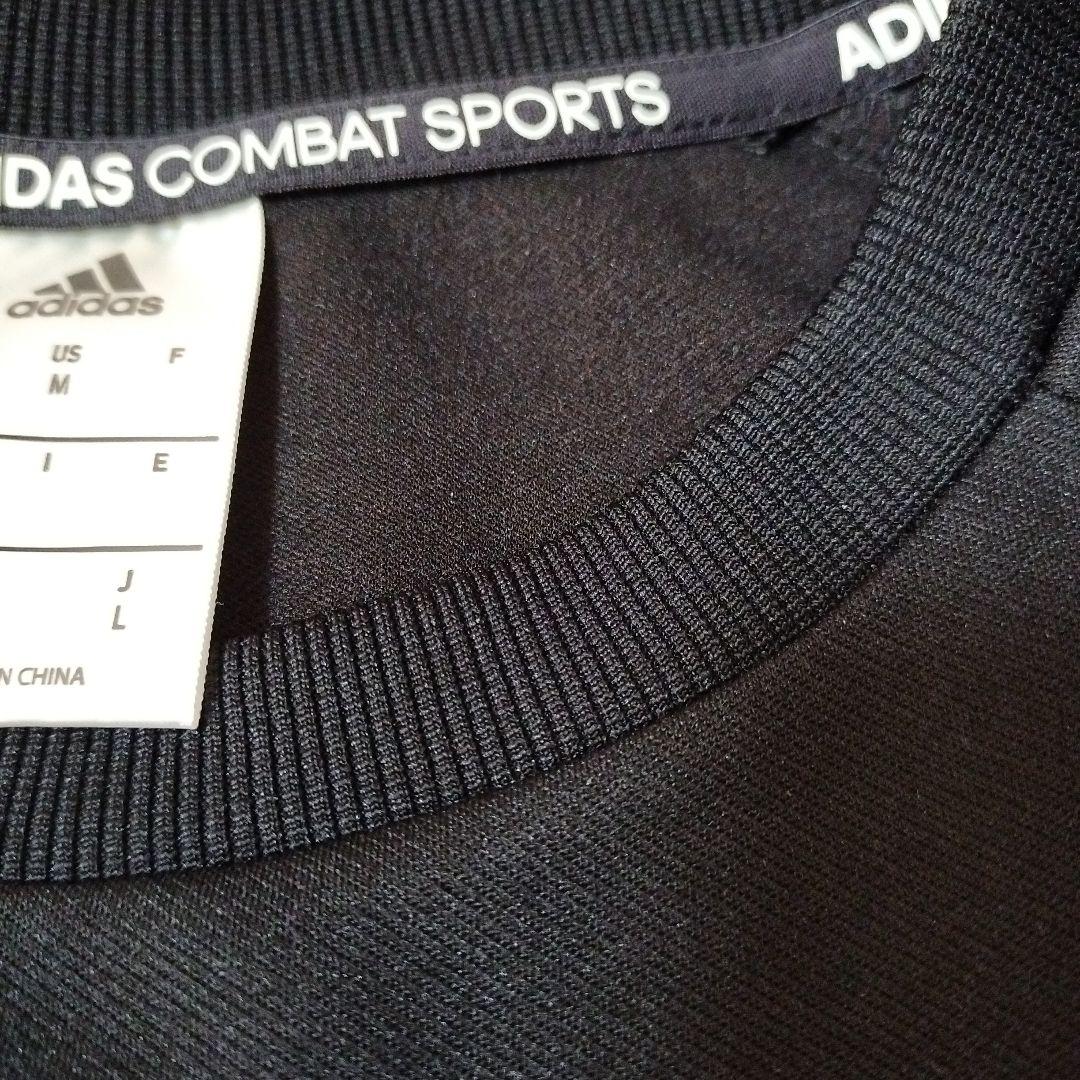 IDAS COMBAT SPORTS ADI
adidas
US F
M
I E
J
L
N CHINA